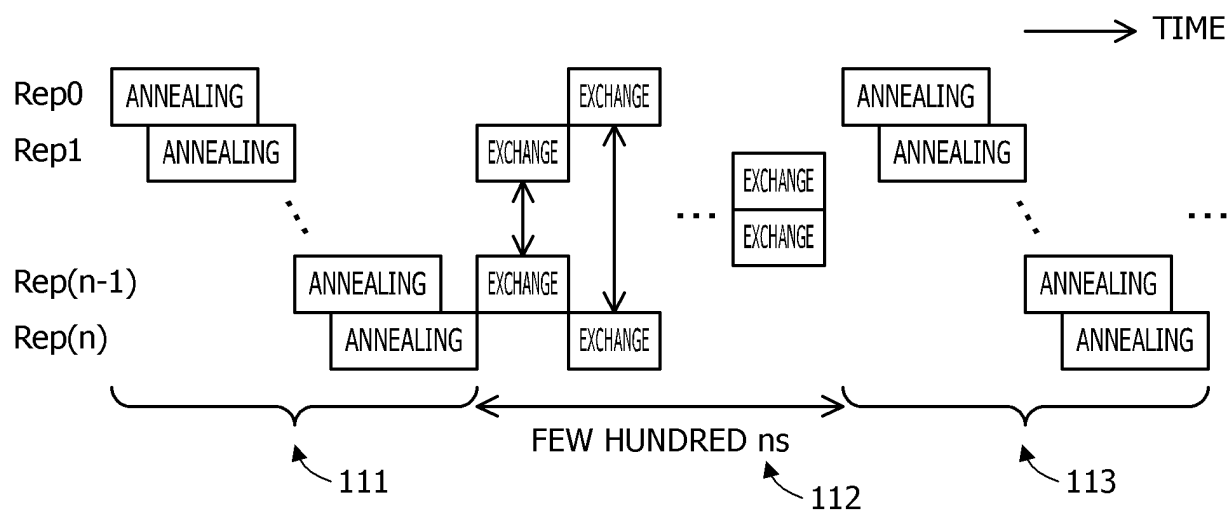 TIME
Rep0 ANNEALING EXCHANGE ANNEALING
Rep1 ANNEALING EXCHANGE ANNEALING
EXCHANGE
... EXCHANGE ...
Rep(n-1) ANNEALING EXCHANGE ANNEALING
Rep(n) ANNEALING EXCHANGE ANNEALING
FEW HUNDRED ns
111 112 113